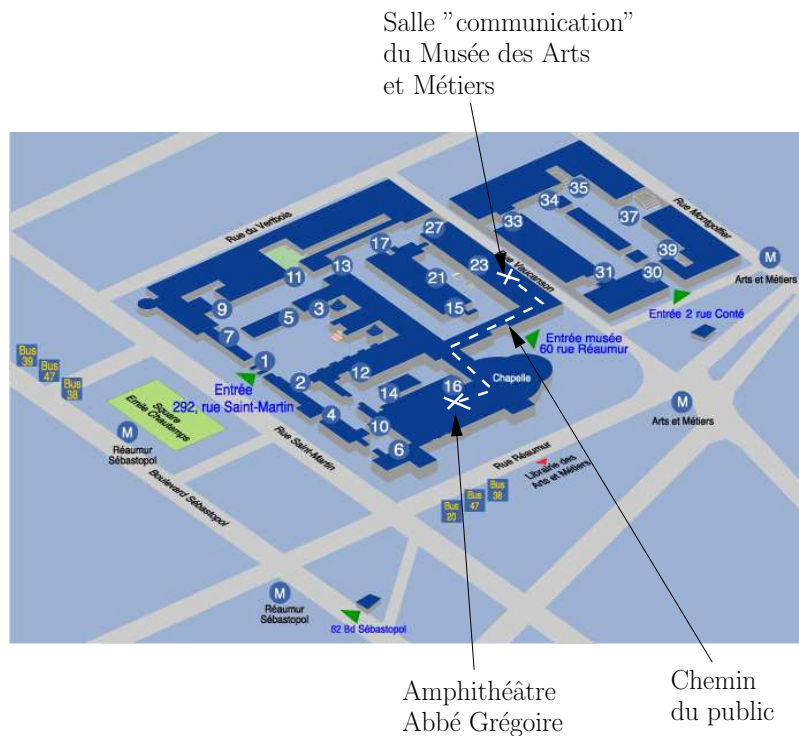 Salle ”communication”
du Musée des Arts
et Métiers
Rue du Vertbois
Rue Vaucanson
Rue Montgolfier
35
34
37
33
27
17
39
23
13
21
31
30
11
15
3
9
5
7
1
2
12
14
16
4
10
6
M
Arts et Métiers
Entrée 2 rue Conté
Entrée musée
60 rue Réaumur
Chapelle
Bus
39
Bus
47
Bus
38
Entrée
292, rue Saint-Martin
Square
Emile Chautemps
M
Réaumur
Sébastopol
Rue Saint-Martin
M
Arts et Métiers
Rue Réaumur
Librairie des
Arts et Métiers
Boulevard Sébastopol
Bus
20
Bus
47
Bus
38
M
Réaumur
Sébastopol
82 Bd Sébastopol
Amphithéâtre
Abbé Grégoire
Chemin
du public